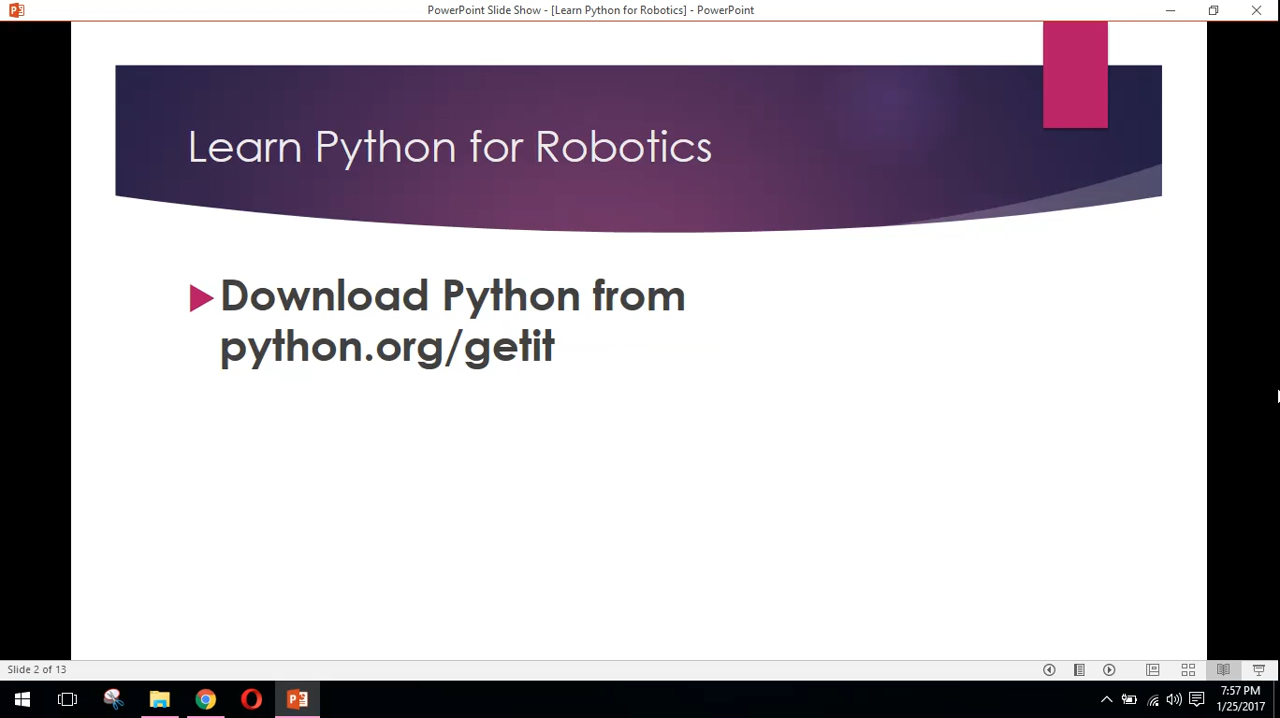 PowerPoint Slide Show - [Learn Python for Robotics] - PowerPoint
Learn Python for Robotics
Download Python from
python.org/getit
Slide 2 of 13
7:57 PM
1/25/2017